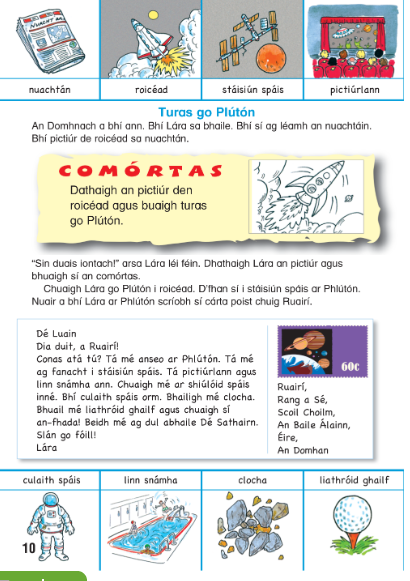 NUACHTÁN
nuachtán
roicéad
stáisiún spáis
pictiúrlann
Turas go Plútón
An Domhnach a bhí ann. Bhí Lára sa bhaile. Bhí sí ag léamh an nuachtáin.
Bhí pictiúr de roicéad sa nuachtán.
COMÓRTAS
Dathaigh an pictiúr den
roicéad agus buaigh turas
go Plútón.
“Sin duais iontach!” arsa Lára léi féin. Dhathaigh Lára an pictiúr agus
bhuaigh sí an comórtas.
Chuaigh Lára go Plútón i roicéad. D’fhan sí i stáisiún spáis ar Phlútón.
Nuair a bhí Lára ar Plútón scríobh sí cárta poist chuig Ruairí.
Dé Luain
Dia duit, a Ruairí!
Conas atá tú? Tá mé anseo ar Phlútón. Tá mé
ag fanacht i stáisiún spáis. Tá pictiúrlann agus
linn snámha ann. Chuaigh mé ar shiúlóid spáis
inné. Bhí culaith spáis orm. Bhailigh mé clocha.
Bhuail mé liathróid ghailf agus chuaigh sí
an-fhada! Beidh mé ag dul abhaile Dé Sathairn.
Slán go fóill!
Lára
60c
Ruairí,
Rang a Sé,
Scoil Choilm,
An Baile Álainn,
Éire,
An Domhan
culaith spáis
linn snámha
clocha
liathróid ghailf
10